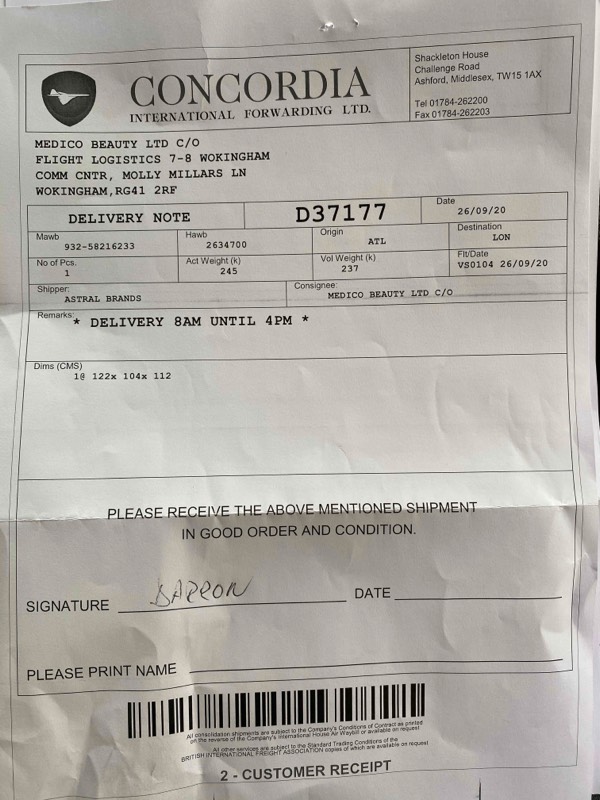 CONCORDIA
INTERNATIONAL FORWARDING LTD.
Shackleton House
Challenge Road
Ashford, Middlesex, TW15 1AX
Tel 01784-262200
Fax 01784-262203
MEDICO BEAUTY LTD C/O
FLIGHT LOGISTICS 7-8 WOKINGHAM
COMM CNTR, MOLLY MILLARS LN
WOKINGHAM, RG41 2RF
DELIVERY NOTE
D37177
Date
26/09/20
Mawb
932-58216233
Hawb
2634700
Origin
ATL
Destination
LON
No of Pcs.
1
Act Weight (k)
245
Vol Weight (k)
237
Flt/Date
VS0104 26/09/20
Shipper:
ASTRAL BRANDS
Consignee:
MEDICO BEAUTY LTD C/O
Remarks:
* DELIVERY 8AM UNTIL 4PM *
Dims (CMS)
1@ 122x 104x 112
PLEASE RECEIVE THE ABOVE MENTIONED SHIPMENT
IN GOOD ORDER AND CONDITION.
SIGNATURE DARRON DATE
PLEASE PRINT NAME
All consolidation shipments are subject to the Company's Conditions of Contract as printed
on the reverse of the Company's International House Air Waybill or available on request
All other services are subject to the Standard Trading Conditions of the
BRITISH INTERNATIONAL FREIGHT ASSOCIATION copies of which are available on request
2 - CUSTOMER RECEIPT